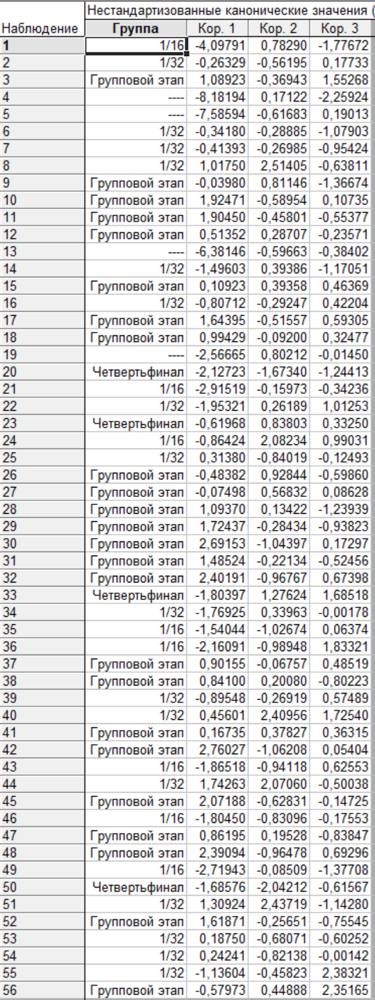 Нестандартизованные канонические значения (
Наблюдение Группа Кор. 1 Кор. 2 Кор. 3
1 1/16 -4,09791 0,78290 -1,77672
2 1/32 -0,26329 -0,56195 0,17733
3 Групповой этап 1,08923 -0,36943 1,55268
4 ---- -8,18194 0,17122 -2,25924
5 ---- -7,58594 -0,61683 0,19013
6 1/32 -0,34180 -0,28885 -1,07903
7 1/32 -0,41393 -0,26985 -0,95424
8 1/32 1,01750 2,51405 -0,63811
9 Групповой этап -0,03980 0,81146 -1,36674
10 Групповой этап 1,92471 -0,58954 0,10735
11 Групповой этап 1,90450 -0,45801 -0,55377
12 Групповой этап 0,51352 0,28707 -0,23571
13 ---- -6,38146 -0,59663 -0,38402
14 1/32 -1,49603 0,39386 -1,17051
15 Групповой этап 0,10923 0,39358 0,46369
16 1/32 -0,80712 -0,29247 0,42204
17 Групповой этап 1,64395 -0,51557 0,59305
18 Групповой этап 0,99429 -0,09200 0,32477
19 ---- -2,56665 0,80212 -0,01450
20 Четвертьфинал -2,12723 -1,67340 -1,24413
21 1/16 -2,91519 -0,15973 -0,34236
22 1/32 -1,95321 0,26189 1,01253
23 Четвертьфинал -0,61968 0,83803 0,33250
24 1/16 -0,86424 2,08234 0,99031
25 1/32 0,31380 -0,84019 -0,12493
26 Групповой этап -0,48382 0,92844 -0,59860
27 Групповой этап -0,07498 0,56832 0,08628
28 Групповой этап 1,09370 0,13422 -1,23939
29 Групповой этап 1,72437 -0,28434 -0,93823
30 Групповой этап 2,69153 -1,04397 0,17297
31 Групповой этап 1,48524 -0,22134 -0,52456
32 Групповой этап 2,40191 -0,96767 0,67398
33 Четвертьфинал -1,80397 1,27624 1,68518
34 1/32 -1,76925 0,33963 -0,00178
35 1/16 -1,54044 -1,02674 0,06374
36 1/16 -2,16091 -0,98948 1,83321
37 Групповой этап 0,90155 -0,06757 0,48519
38 Групповой этап 0,84100 0,20080 -0,80223
39 1/32 -0,89548 -0,26919 0,57489
40 1/32 0,45601 2,40956 1,72540
41 Групповой этап 0,16735 0,37827 0,36315
42 Групповой этап 2,76027 -1,06208 0,05404
43 1/16 -1,86518 -0,94118 0,62553
44 1/32 1,74263 2,07060 -0,50038
45 Групповой этап 2,07188 -0,62831 -0,14725
46 1/16 -1,80450 -0,83096 -0,17553
47 Групповой этап 0,86195 0,19528 -0,83847
48 Групповой этап 2,39094 -0,96478 0,69296
49 1/16 -2,71943 -0,08509 -1,37708
50 Четвертьфинал -1,68576 -2,04212 -0,61567
51 1/32 1,30924 2,43719 -1,14280
52 Групповой этап 1,61871 -0,25651 -0,75545
53 1/32 0,18750 -0,68071 -0,60252
54 1/32 0,24241 -0,82138 -0,00142
55 1/32 -1,13604 -0,45823 2,38321
56 Групповой этап -0,57973 0,44888 2,35165